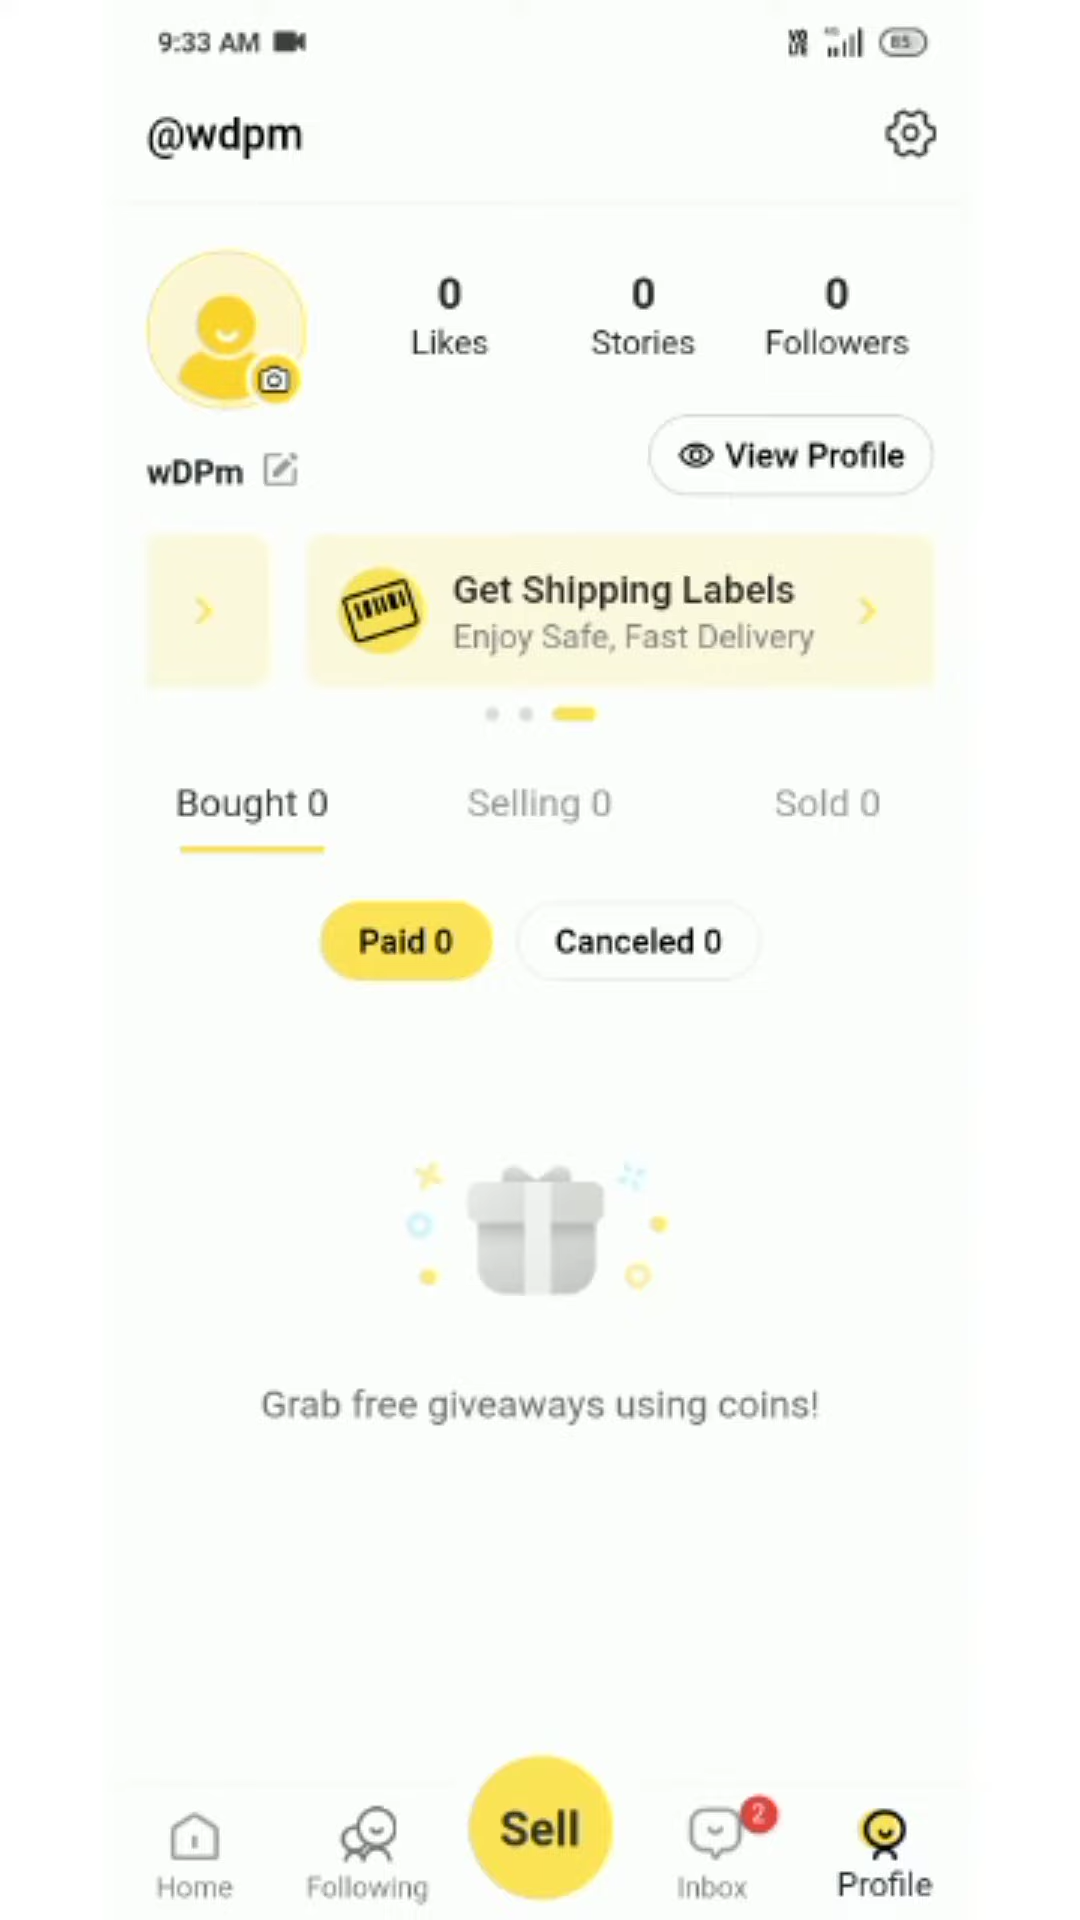 9:33 AM
85
@wdpm
0
0
0
Likes
Stories
Followers
wDPm
View Profile
Get Shipping Labels
Enjoy Safe, Fast Delivery
Bought 0
Selling 0
Sold 0
Paid 0
Canceled 0
Grab free giveaways using coins!
Home
Following
Sell
2
Inbox
Profile